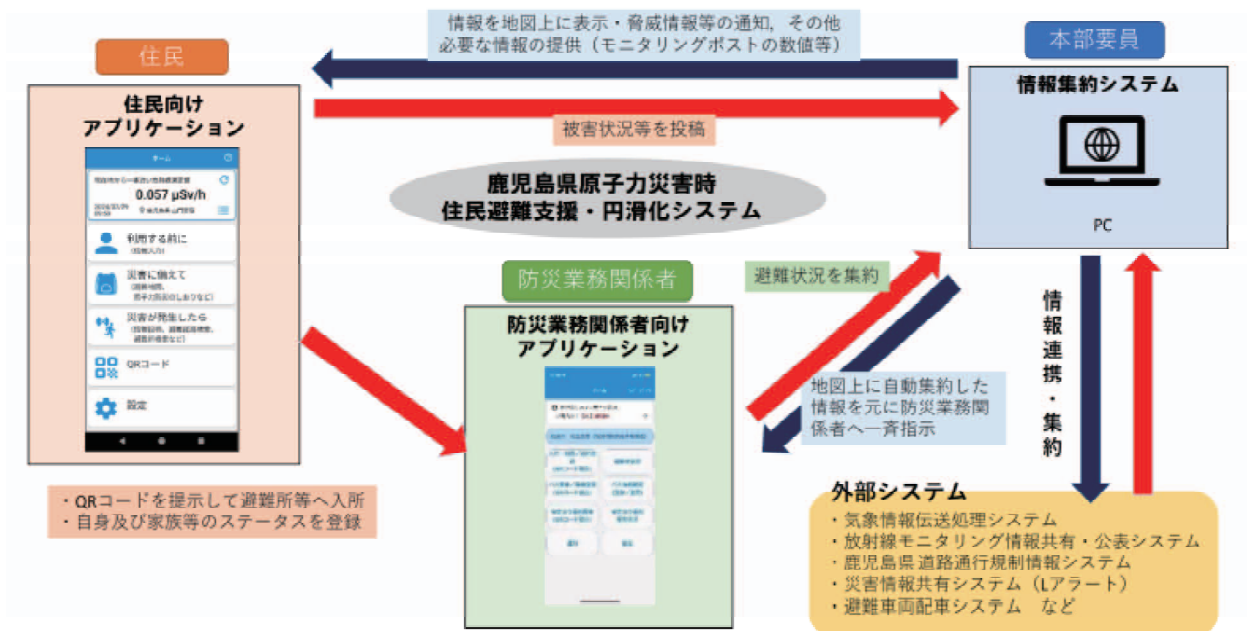 情報を地図上に表示・脅威情報等の通知，その他
必要な情報の提供（モニタリングポストの数値等）
住民
本部要員
住民向け
アプリケーション
情報集約システム
被害状況等を投稿
ホーム
0.057 μSv/h
鹿児島県原子力災害時
住民避難支援・円滑化システム
PC
利用する前に
災害に備えて
災害が発生したら
QRコード
設定
防災業務関係者
避難状況を集約
防災業務関係者向け
アプリケーション
情報連携・集約
地図上に自動集約した
情報を元に防災業務関
係者へ一斉指示
・QRコードを提示して避難所等へ入所
・自身及び家族等のステータスを登録
外部システム
・気象情報伝送処理システム
・放射線モニタリング情報共有・公表システム
・鹿児島県道路通行規制情報システム
・災害情報共有システム（Lアラート）
・避難車両配車システム　など